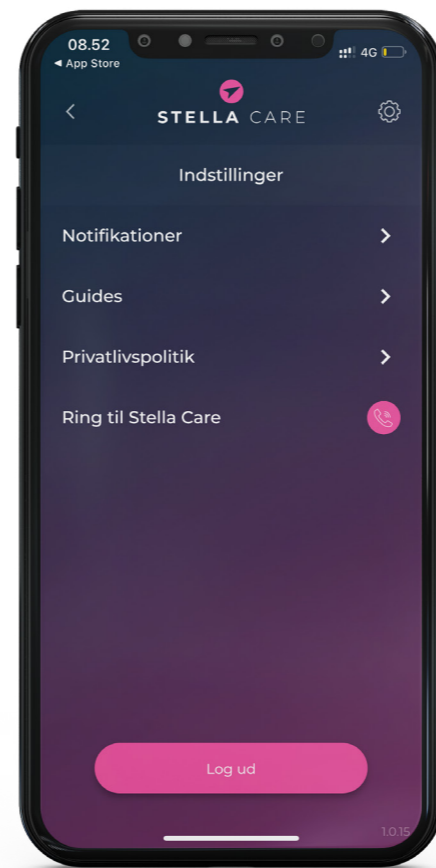 08.52
4G
◄ App Store
STELLA CARE
Indstillinger
Notifikationer
Guides
Privatlivspolitik
Ring til Stella Care
Log ud
1.0.15